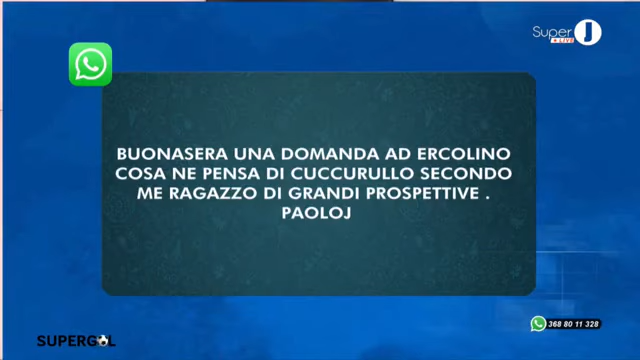 Super J
LIVE
BUONASERA UNA DOMANDA AD ERCOLINO
COSA NE PENSA DI CUCCURULLO SECONDO
ME RAGAZZO DI GRANDI PROSPETTIVE .
PAOLOJ
368 80 11 328
SUPERGOL